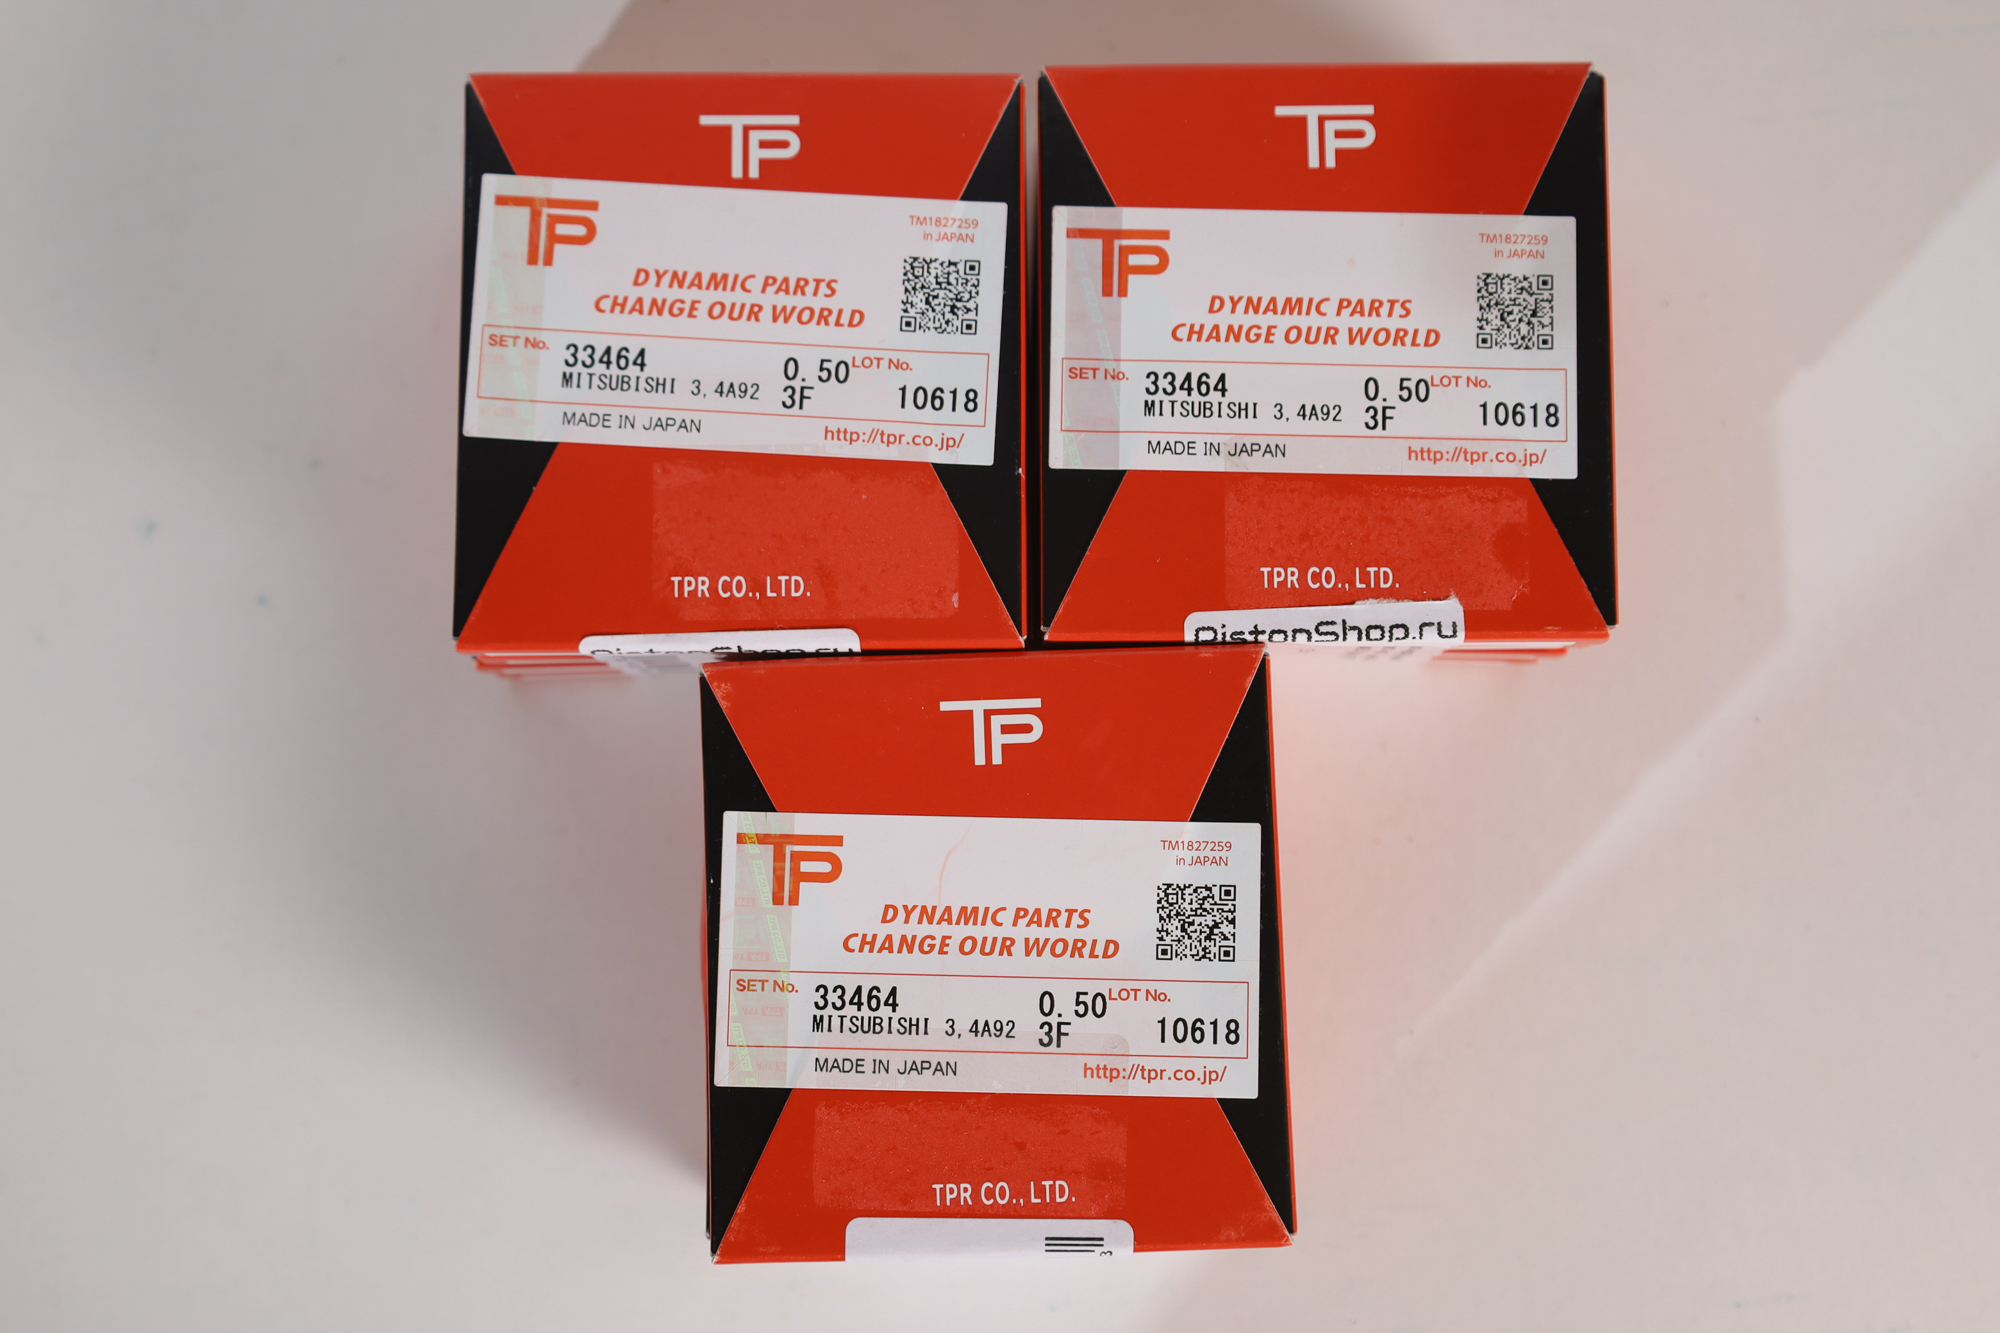 TP
TP
TM1827259
in JAPAN
DYNAMIC PARTS
CHANGE OUR WORLD
SET No.
33464
0.50
LOT No.
MITSUBISHI 3,4A92
3F
10618
MADE IN JAPAN
http://tpr.co.jp/
TPR CO., LTD.
PistonShop.ru
TP
TP
TM1827259
in JAPAN
DYNAMIC PARTS
CHANGE OUR WORLD
SET No.
33464
0.50
LOT No.
MITSUBISHI 3,4A92
3F
10618
MADE IN JAPAN
http://tpr.co.jp/
TPR CO., LTD.
PistonShop.ru
TP
TP
TM1827259
in JAPAN
DYNAMIC PARTS
CHANGE OUR WORLD
SET No.
33464
0.50
LOT No.
MITSUBISHI 3,4A92
3F
10618
MADE IN JAPAN
http://tpr.co.jp/
TPR CO., LTD.